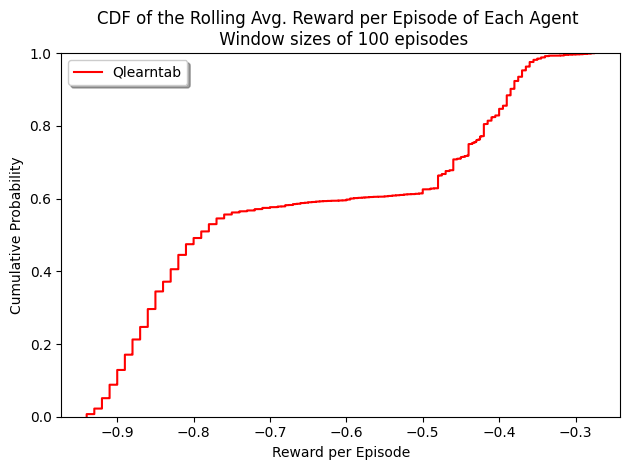 CDF of the Rolling Avg. Reward per Episode of Each Agent
Window sizes of 100 episodes
Qlearntab
Cumulative Probability
1.0
0.8
0.6
0.4
0.2
0.0
−0.9 −0.8 −0.7 −0.6 −0.5 −0.4 −0.3
Reward per Episode